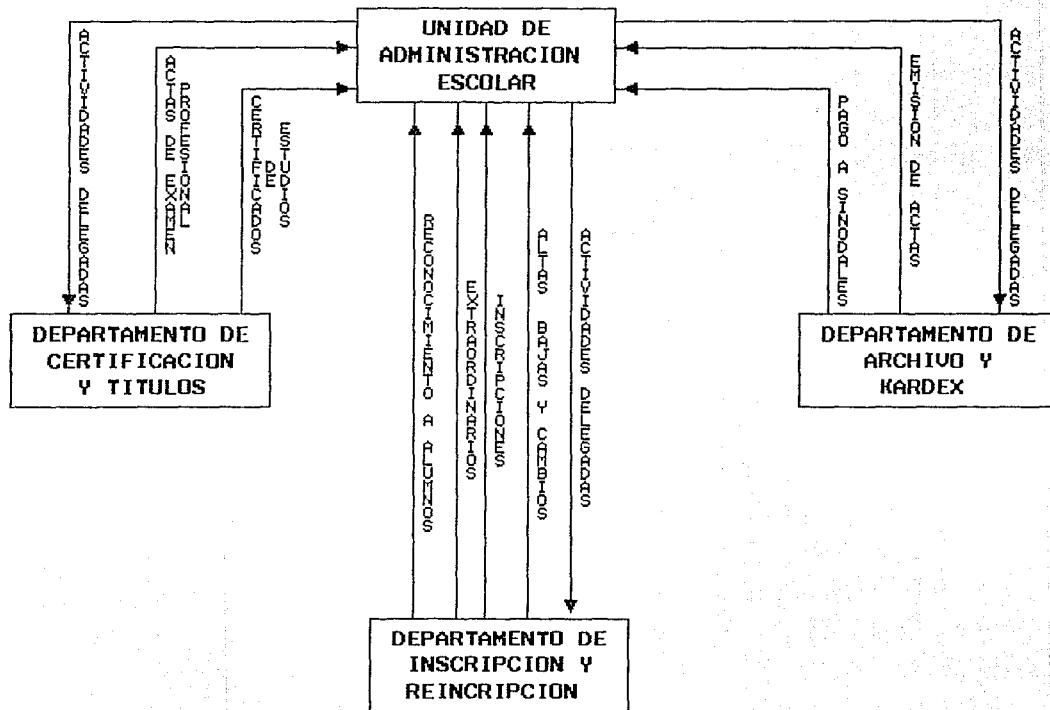 UNIDAD DE
ADMINISTRACION
ESCOLAR
ACTIVIDADES DELEGADAS
ACTAS DE EXAMEN
PROFESIONAL
CERTIFICADOS
DE
ESTUDIOS
RECONOCIMIENTO A ALUMNOS
EXTRAORDINARIOS
INSCRIPCIONES
ALTAS BAJAS Y CAMBIOS
ACTIVIDADES DELEGADAS
PAGO A SINODALES
EMISION DE ACTAS
ACTIVIDADES DELEGADAS
DEPARTAMENTO DE
CERTIFICACION
Y TITULOS
DEPARTAMENTO DE
ARCHIVO Y
KARDEX
DEPARTAMENTO DE
INSCRIPCION Y
REINCRIPCION